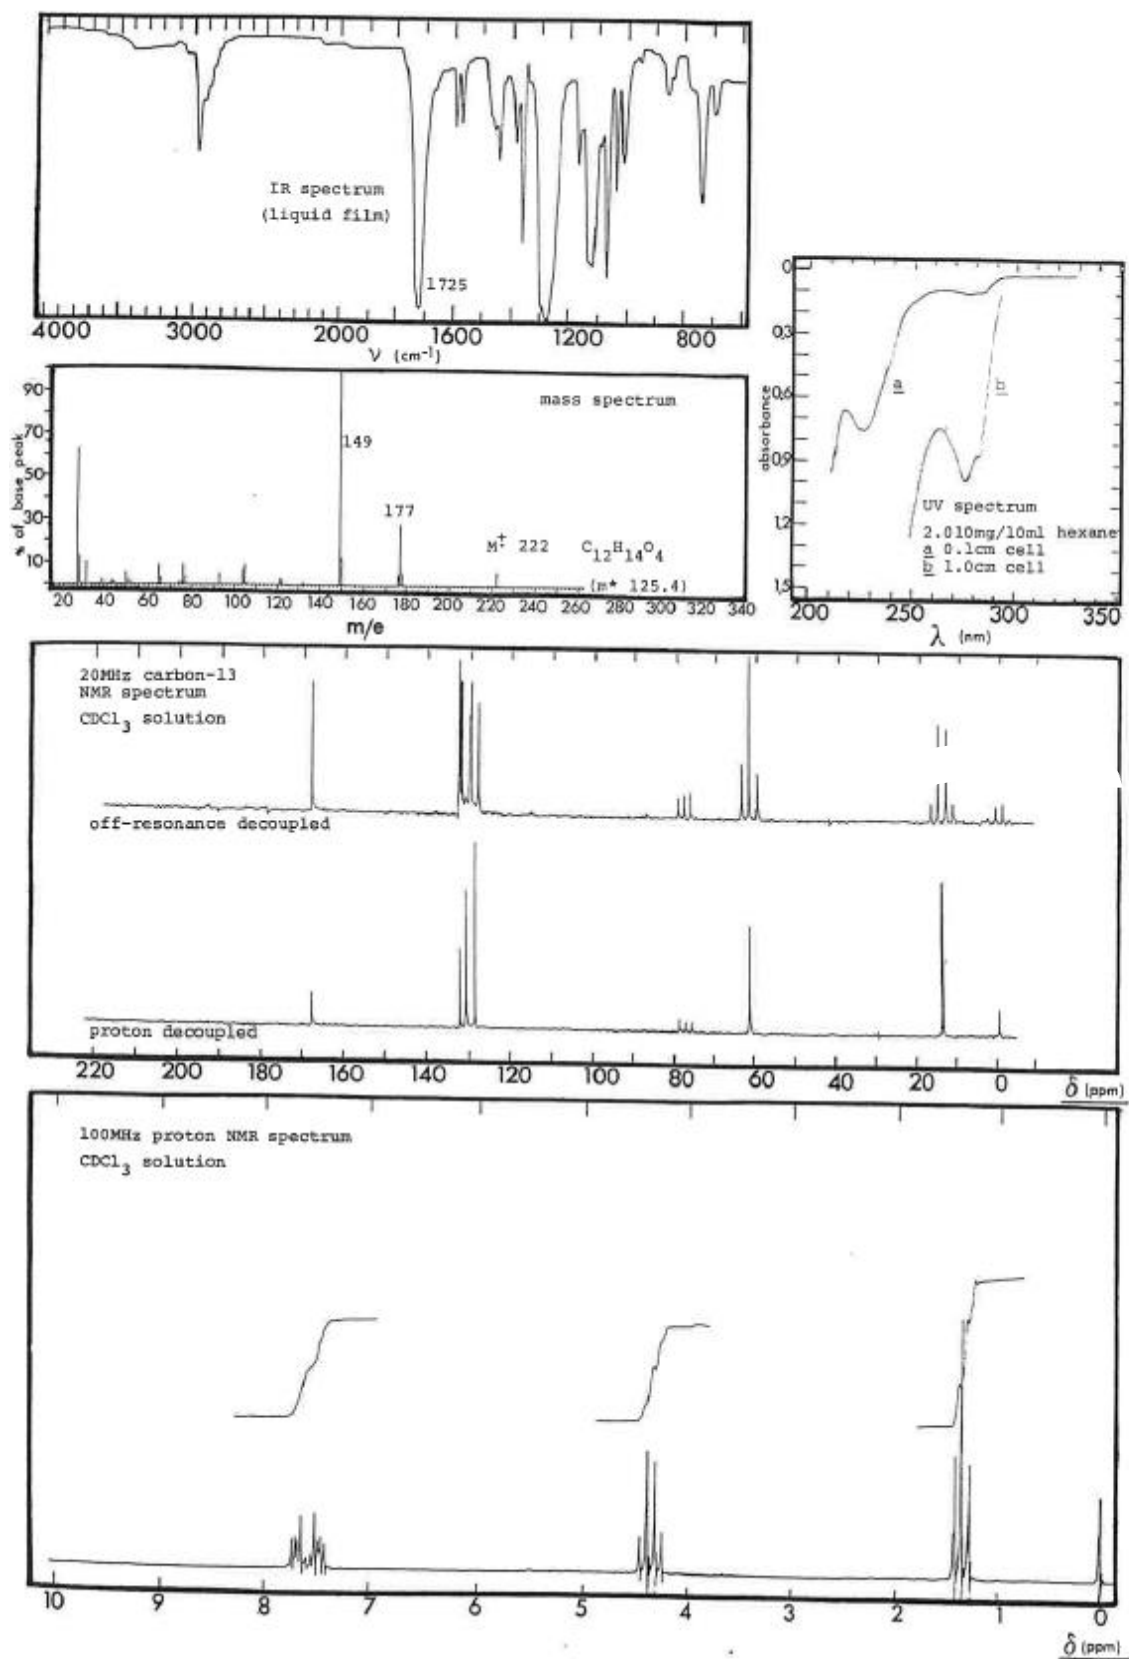 IR spectrum
(liquid film)
1725
4000 3000 2000 1600 1200 800
ν (cm⁻¹)
mass spectrum
% of base peak
90
70
50
30
10
149
177
M⁺· 222 C₁₂H₁₄O₄
(m* 125.4)
20 40 60 80 100 120 140 160 180 200 220 240 260 280 300 320 340
m/e
absorbance
0
0.3
0.6
0.9
1.2
1.5
a
b
UV spectrum
2.010mg/10ml hexane
a 0.1cm cell
b 1.0cm cell
200 250 300 350
λ (nm)
20MHz carbon-13
NMR spectrum
CDCl₃ solution
off-resonance decoupled
proton decoupled
220 200 180 160 140 120 100 80 60 40 20 0 δ (ppm)
100MHz proton NMR spectrum
CDCl₃ solution
10 9 8 7 6 5 4 3 2 1 0
δ (ppm)